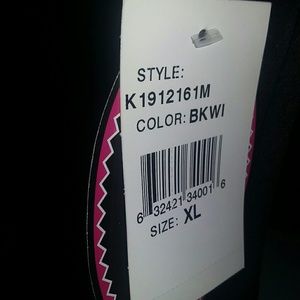 STYLE:
K1912161M
COLOR: BKWI
6 32421 34001 6
SIZE: XL